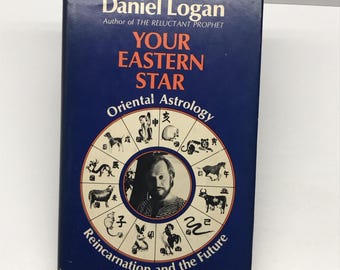 Daniel Logan
Author of THE RELUCTANT PROPHET
YOUR
EASTERN
STAR
Oriental Astrology
Reincarnation and the Future